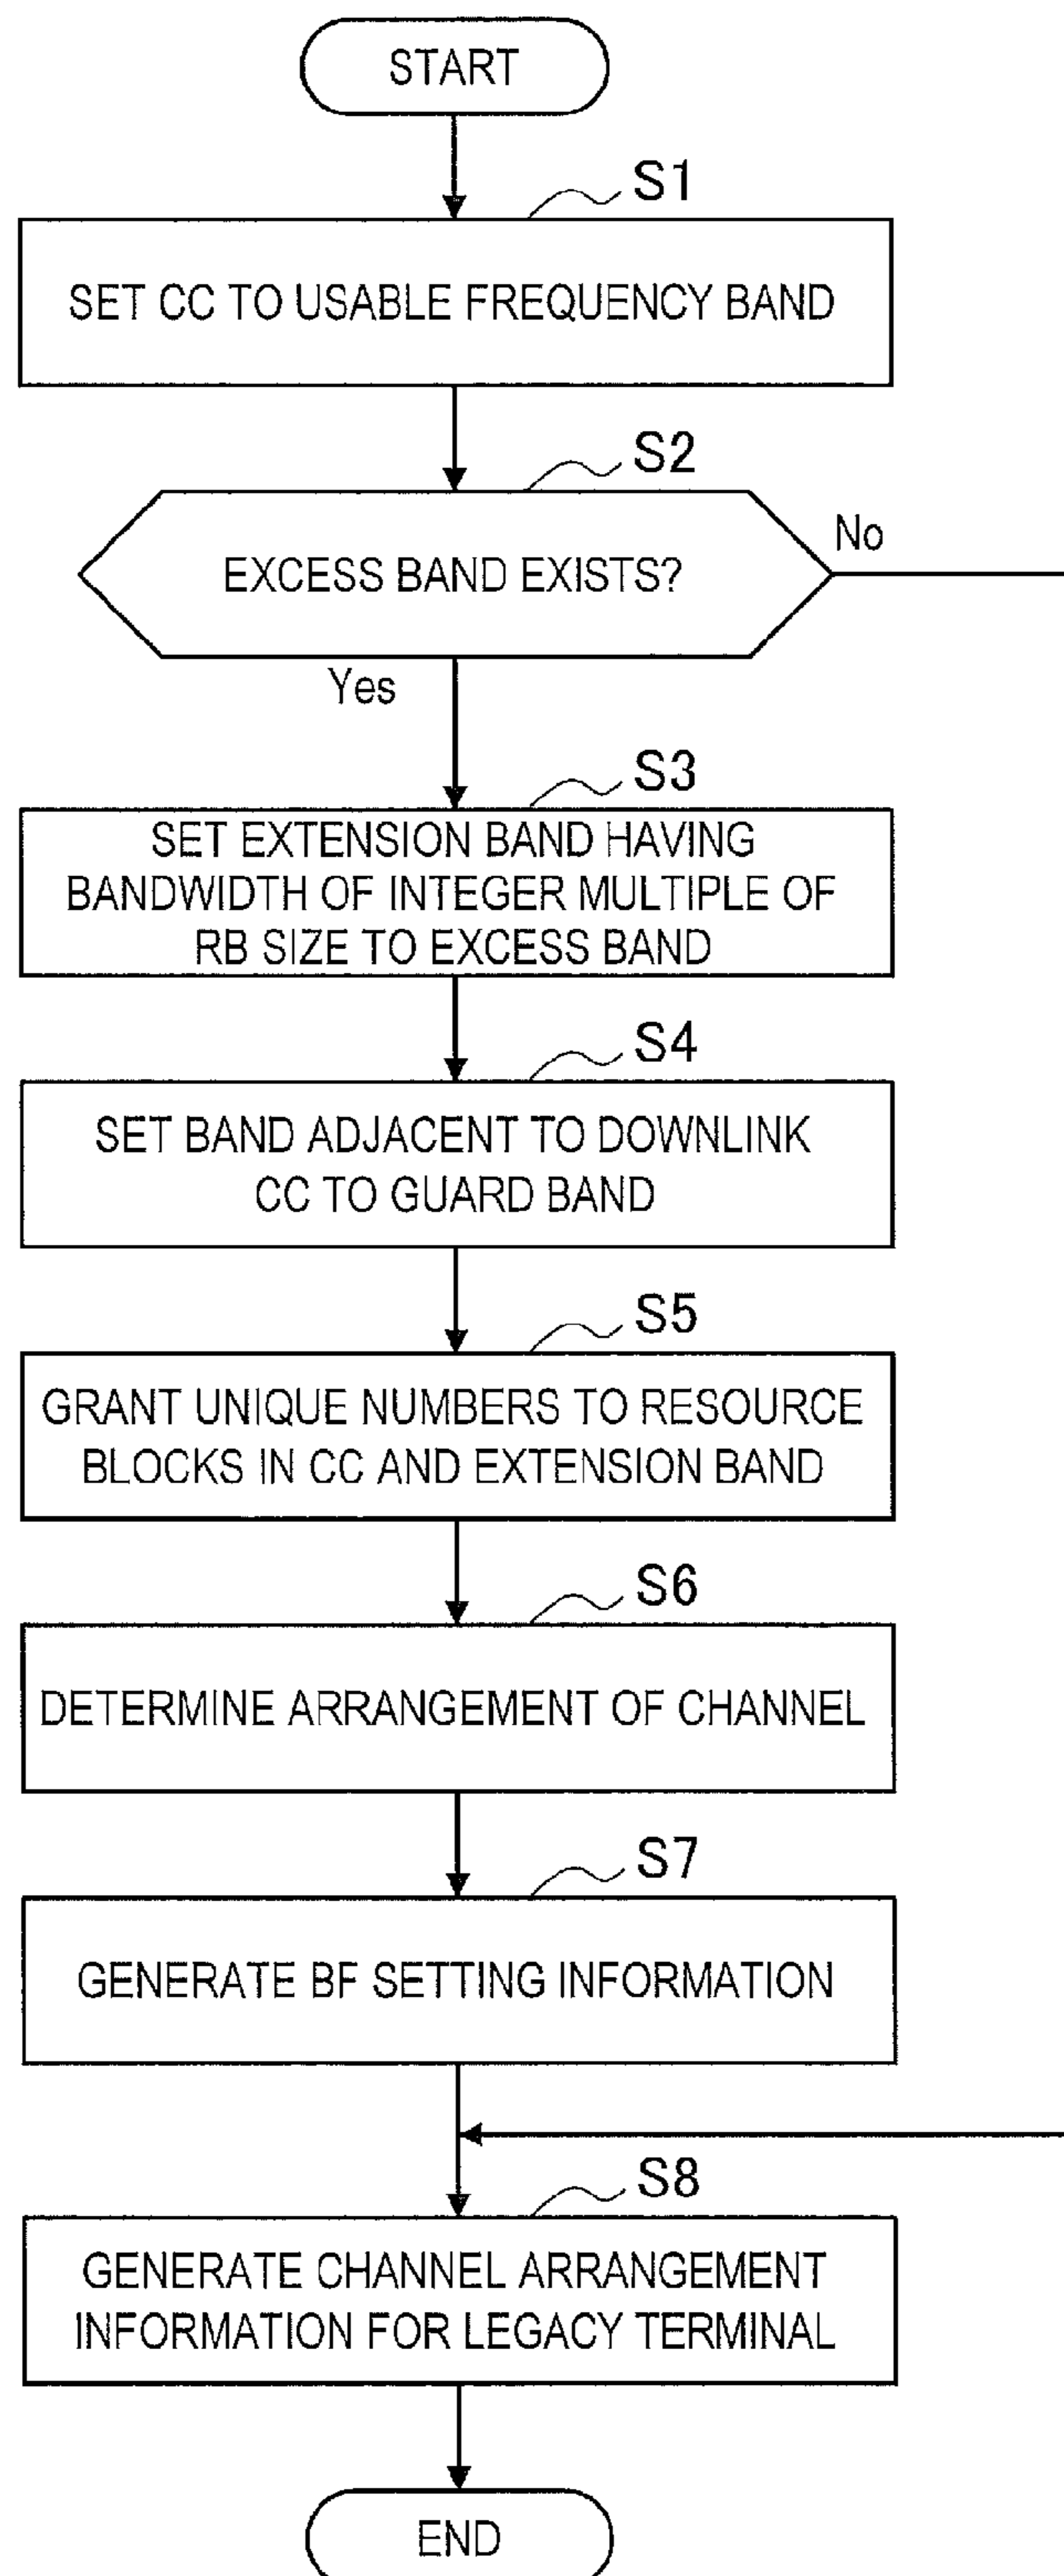 START
S1
SET CC TO USABLE FREQUENCY BAND
S2
EXCESS BAND EXISTS?
No
Yes
S3
SET EXTENSION BAND HAVING
BANDWIDTH OF INTEGER MULTIPLE OF
RB SIZE TO EXCESS BAND
S4
SET BAND ADJACENT TO DOWNLINK
CC TO GUARD BAND
S5
GRANT UNIQUE NUMBERS TO RESOURCE
BLOCKS IN CC AND EXTENSION BAND
S6
DETERMINE ARRANGEMENT OF CHANNEL
S7
GENERATE BF SETTING INFORMATION
S8
GENERATE CHANNEL ARRANGEMENT
INFORMATION FOR LEGACY TERMINAL
END